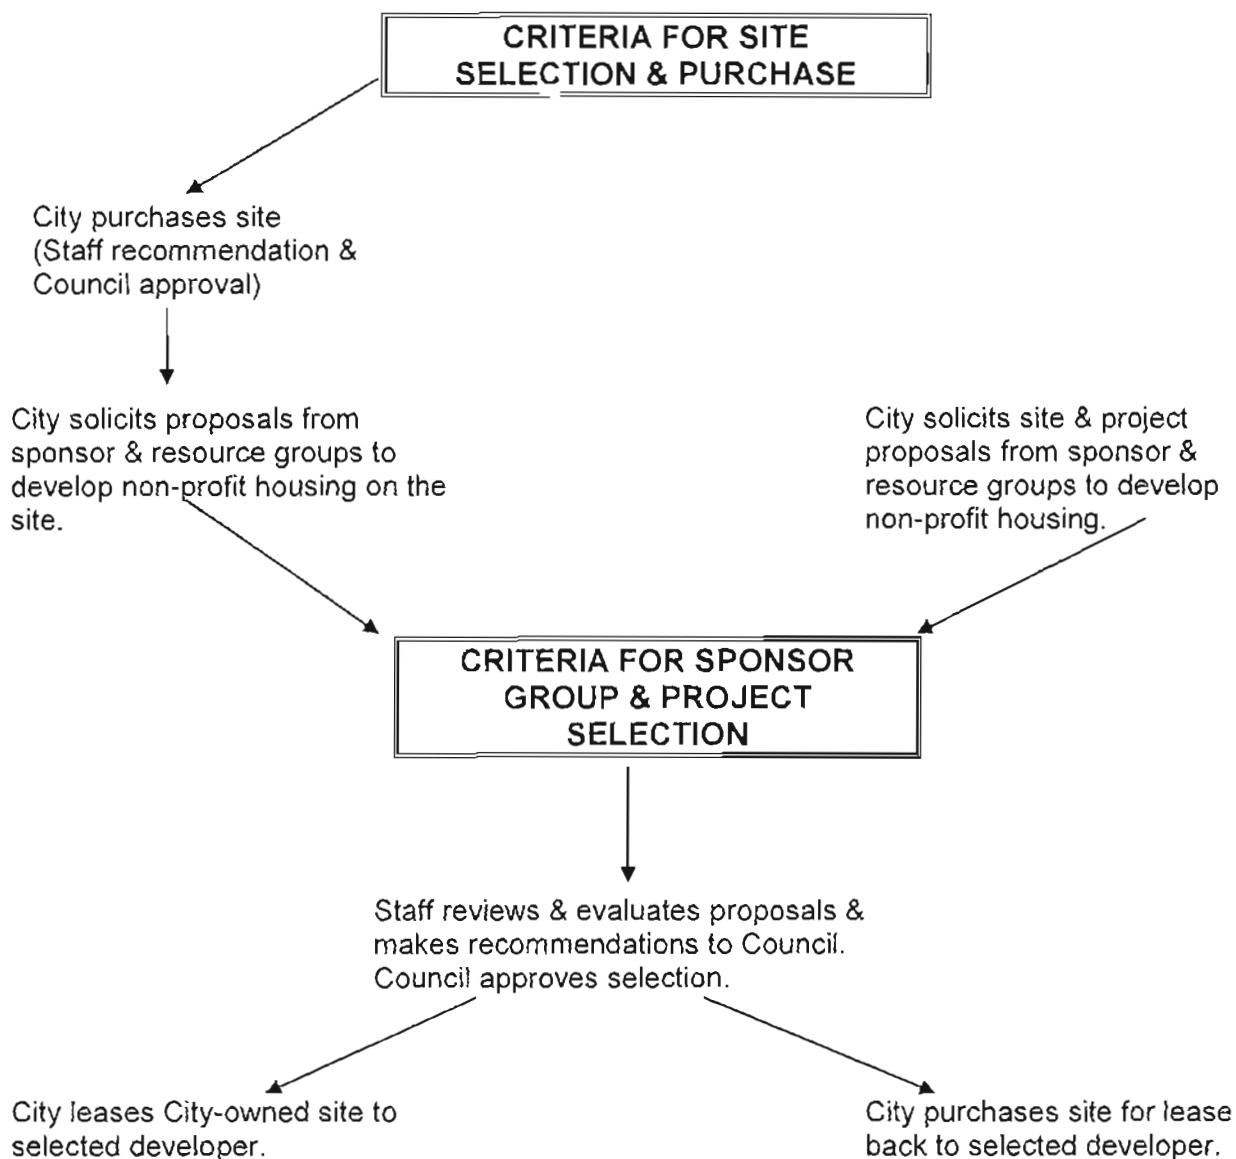 CRITERIA FOR SITE
SELECTION & PURCHASE
City purchases site
(Staff recommendation &
Council approval)
City solicits proposals from
sponsor & resource groups to
develop non-profit housing on the
site.
City solicits site & project
proposals from sponsor &
resource groups to develop
non-profit housing.
CRITERIA FOR SPONSOR
GROUP & PROJECT
SELECTION
Staff reviews & evaluates proposals &
makes recommendations to Council.
Council approves selection.
City leases City-owned site to
selected developer.
City purchases site for lease
back to selected developer.